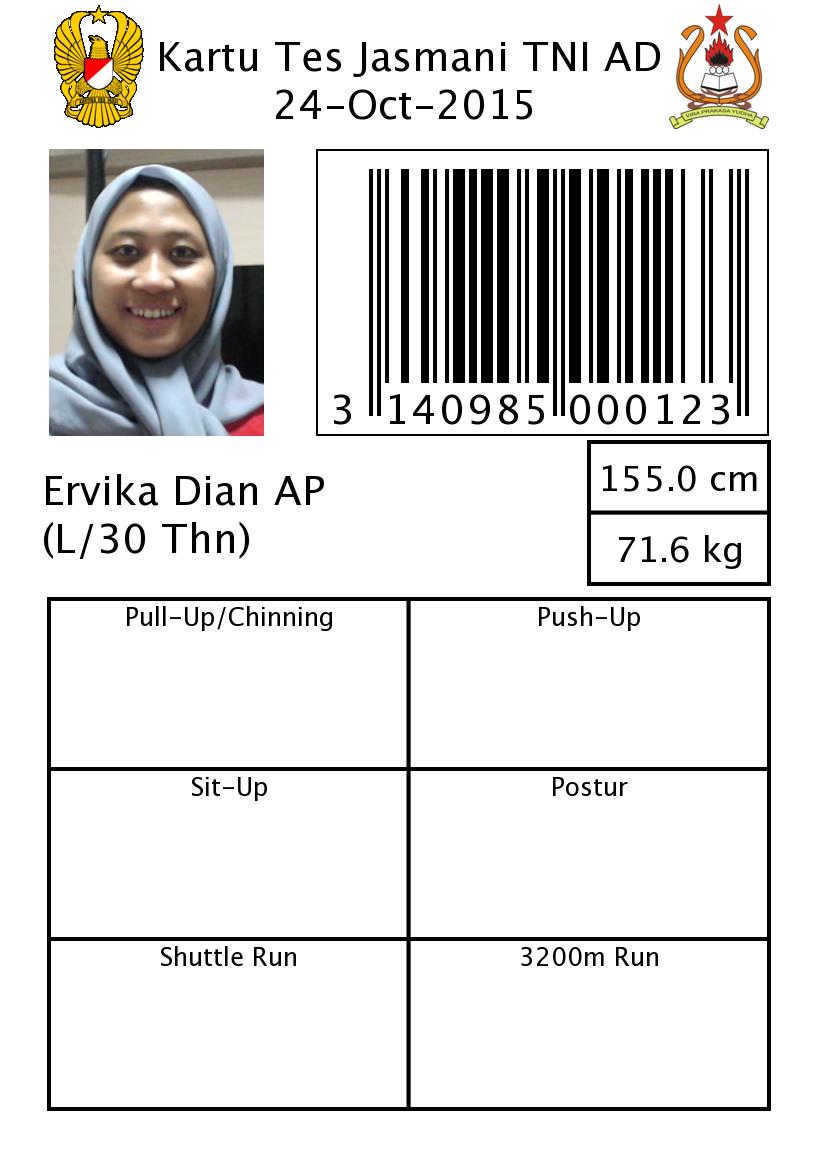 Kartu Tes Jasmani TNI AD
24-Oct-2015
VIRA PRAKASA YUDHA
3 140985 000123
155.0 cm
71.6 kg
Ervika Dian AP
(L/30 Thn)
Pull-Up/Chinning
Push-Up
Sit-Up
Postur
Shuttle Run
3200m Run